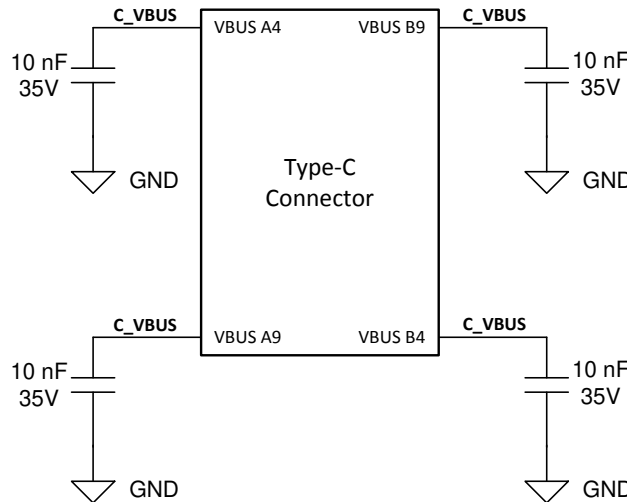 C_VBUS
VBUS A4
VBUS B9
C_VBUS
10 nF
35V
10 nF
35V
GND
Type-C
Connector
GND
C_VBUS
VBUS A9
VBUS B4
C_VBUS
10 nF
35V
10 nF
35V
GND
GND